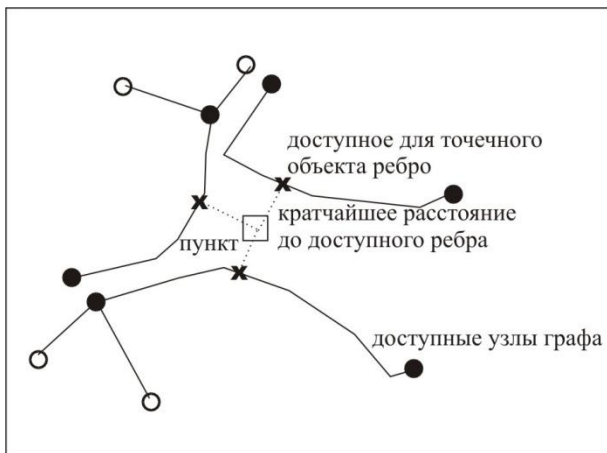 доступное для точечного
объекта ребро
кратчайшее расстояние
до доступного ребра
пункт
доступные узлы графа